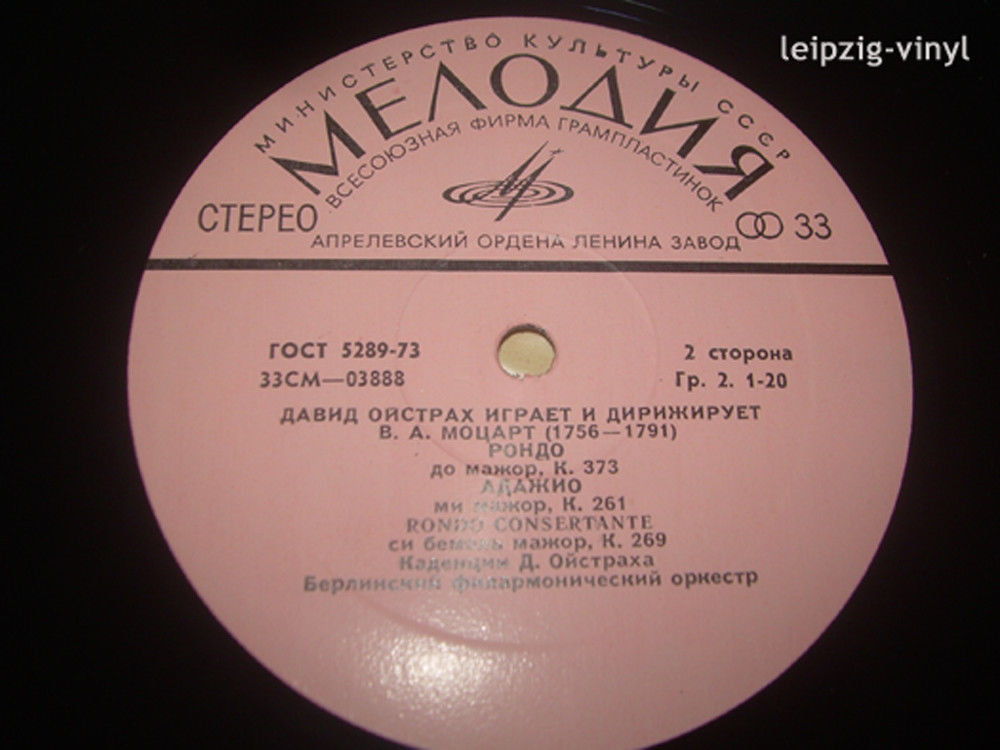 leipzig-vinyl
МИНИСТЕРСТВО КУЛЬТУРЫ СССР
МЕЛОДИЯ
ВСЕСОЮЗНАЯ ФИРМА ГРАМПЛАСТИНОК
СТЕРЕО
33
АПРЕЛЕВСКИЙ ОРДЕНА ЛЕНИНА ЗАВОД
ГОСТ 5289-73
2 сторона
33СМ—03888
Гр. 2. 1-20
ДАВИД ОЙСТРАХ ИГРАЕТ И ДИРИЖИРУЕТ
В. А. МОЦАРТ (1756—1791)
РОНДО
до мажор, К. 373
АДАЖИО
ми мажор, К. 261
RONDO CONSERTANTE
си бемоль мажор, К. 269
Каденции Д. Ойстраха
Берлинский филармонический оркестр